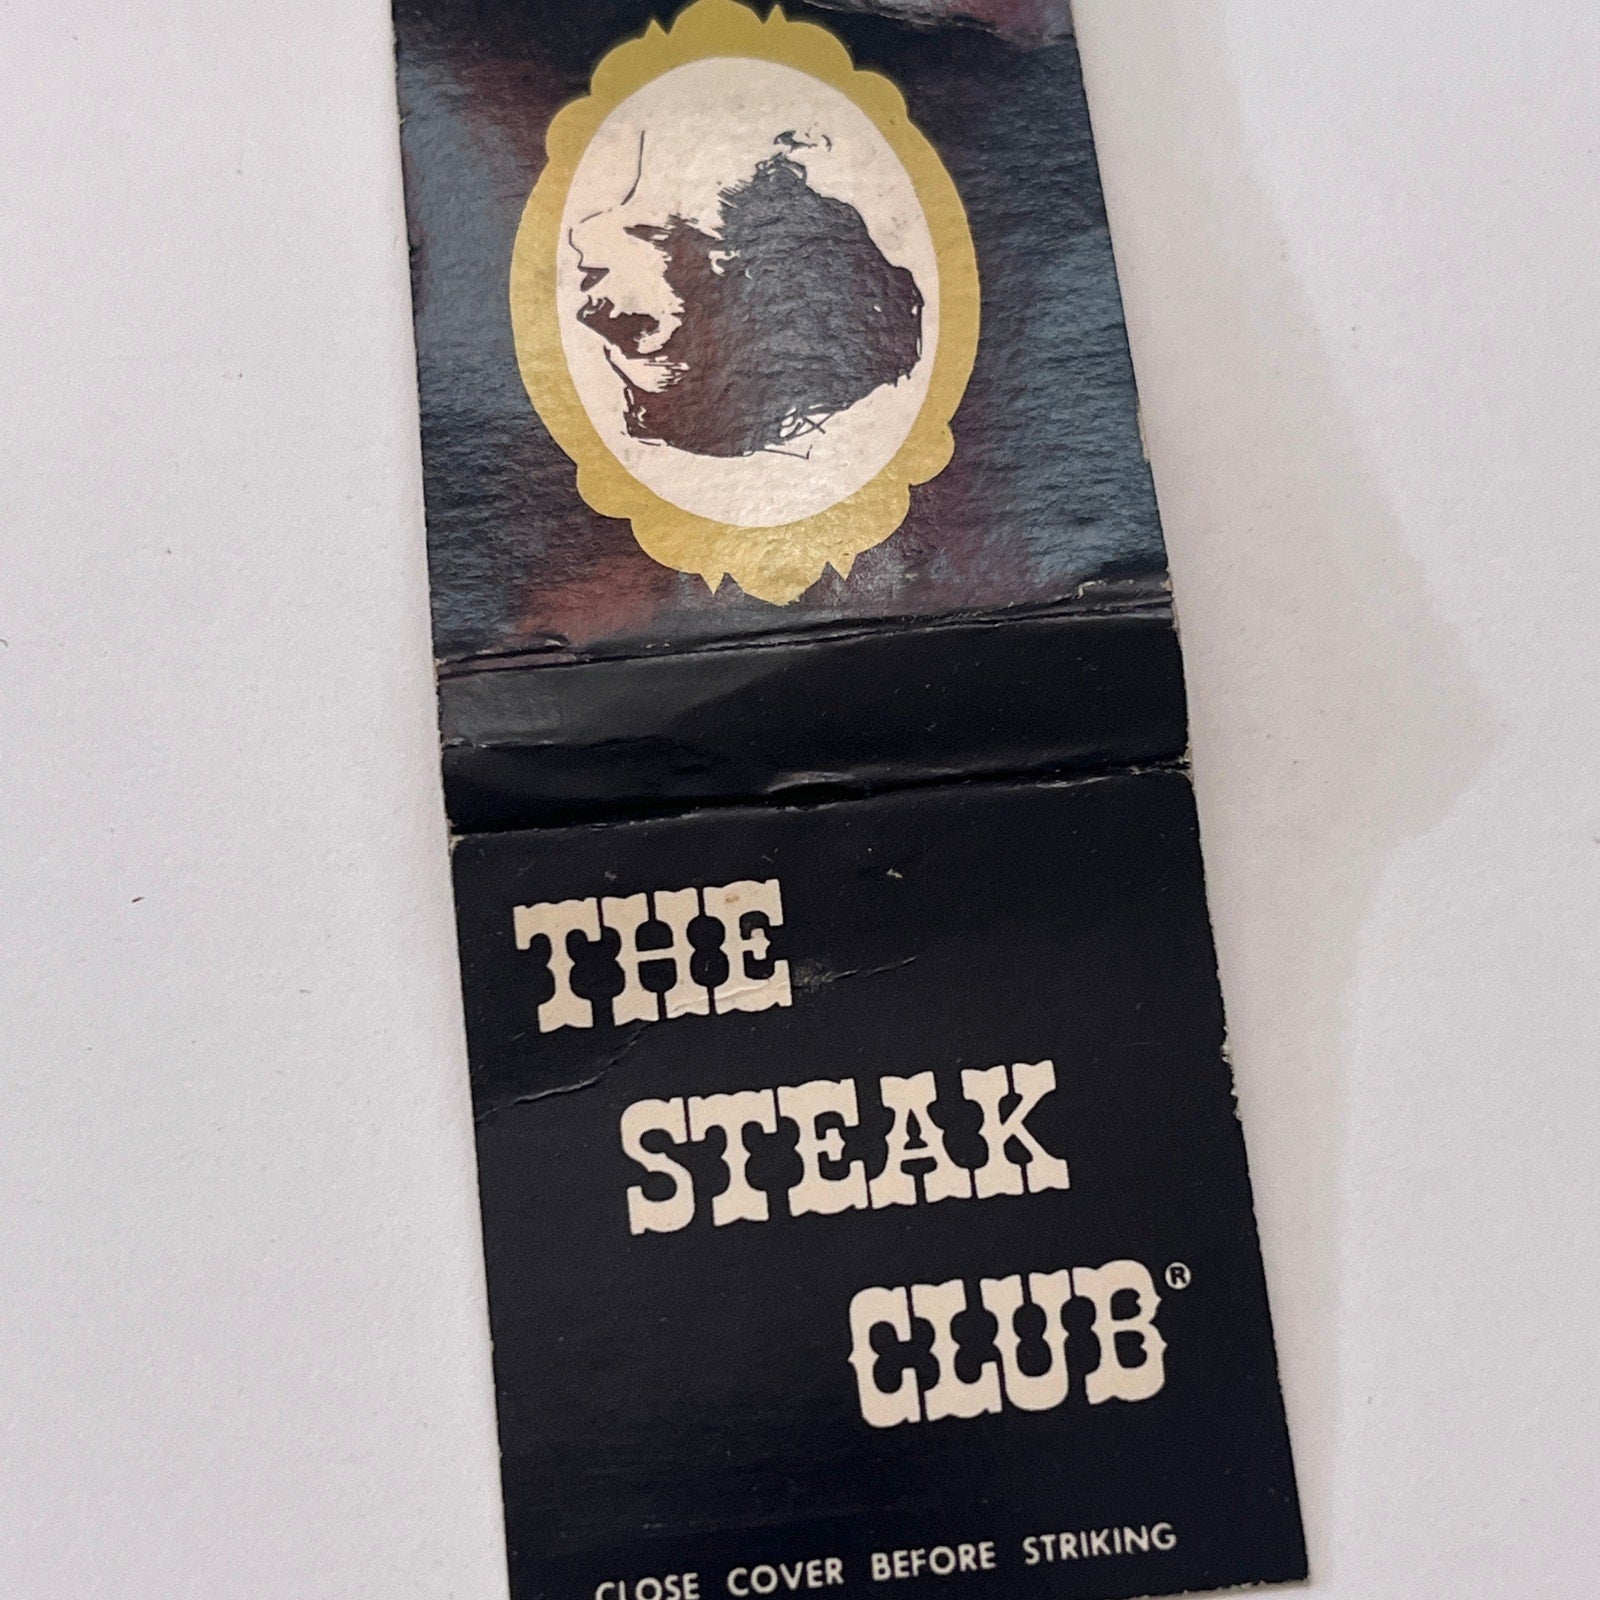 THE
STEAK
CLUB®
CLOSE COVER BEFORE STRIKING